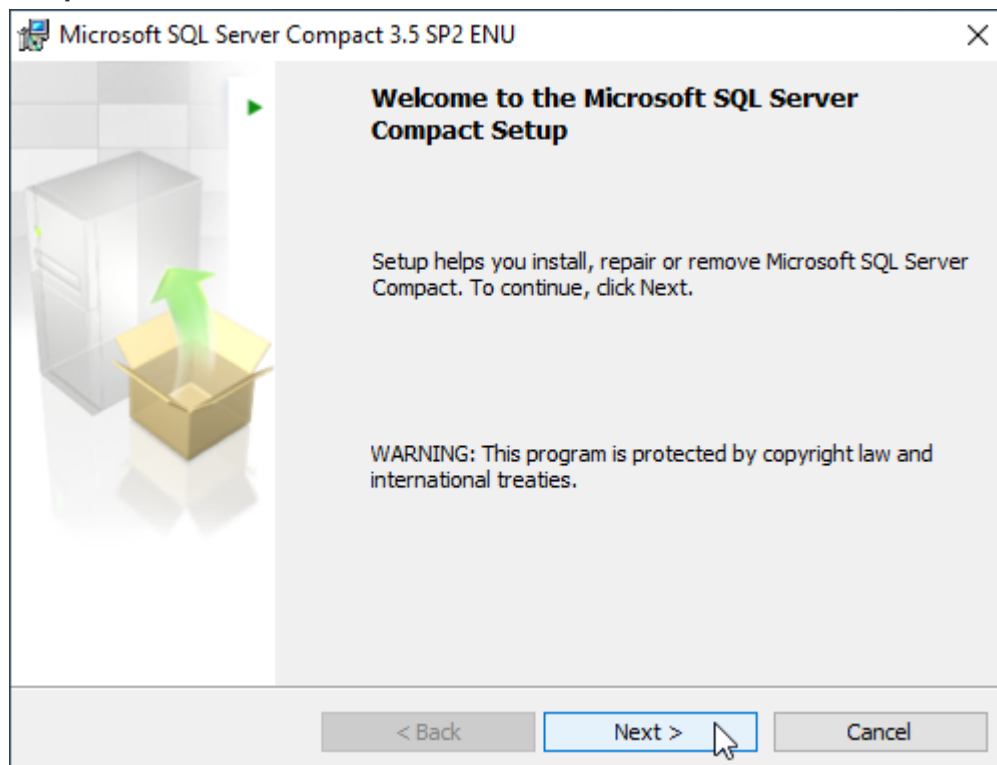 Microsoft SQL Server Compact 3.5 SP2 ENU
Welcome to the Microsoft SQL Server
Compact Setup
Setup helps you install, repair or remove Microsoft SQL Server
Compact. To continue, click Next.
WARNING: This program is protected by copyright law and
international treaties.
< Back
Next >
Cancel